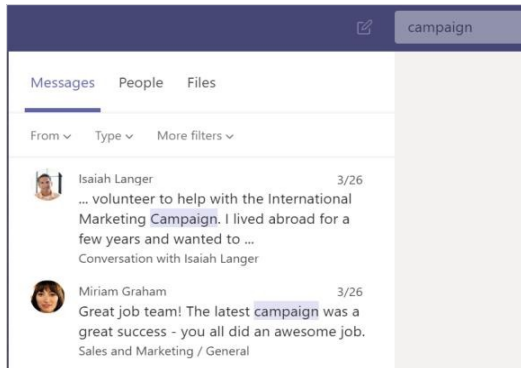 campaign
Messages People Files
From Type More filters
Isaiah Langer 3/26
... volunteer to help with the International
Marketing Campaign. I lived abroad for a
few years and wanted to ...
Conversation with Isaiah Langer
Miriam Graham 3/26
Great job team! The latest campaign was a
great success - you all did an awesome job.
Sales and Marketing / General